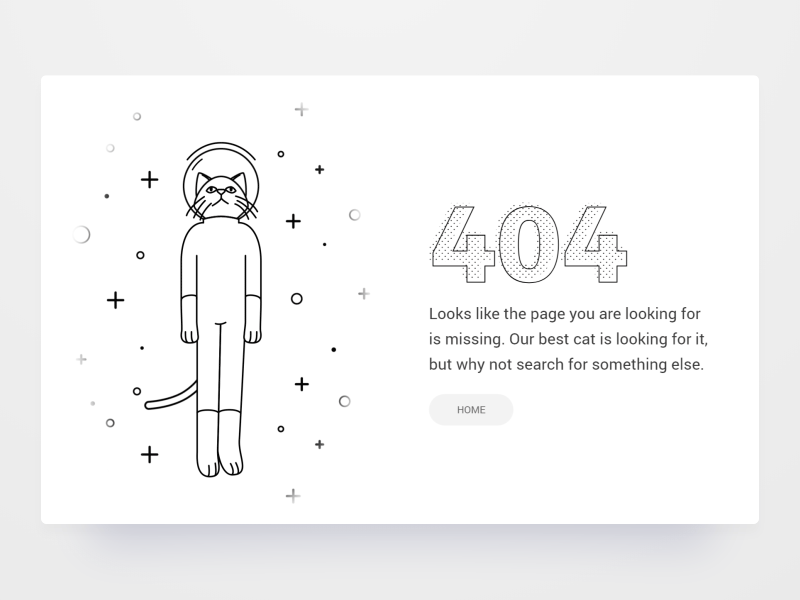 404
Looks like the page you are looking for
is missing. Our best cat is looking for it,
but why not search for something else.
HOME